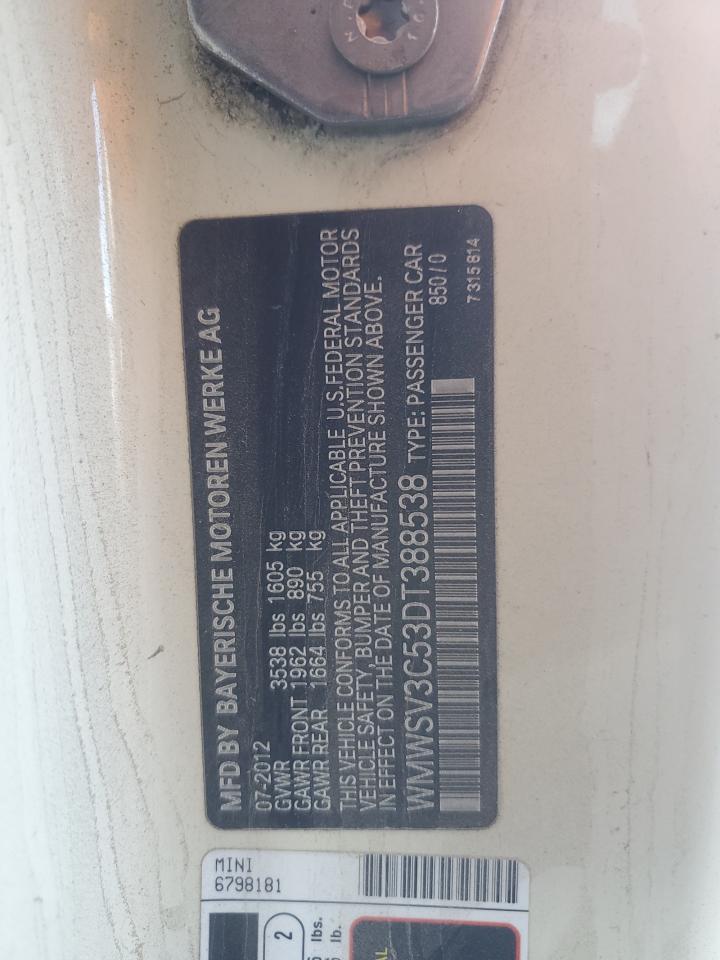 MFD BY BAYERISCHE MOTOREN WERKE AG
07-2012
GVWR 3538 lbs 1605 kg
GAWR FRONT 1962 lbs 890 kg
GAWR REAR 1664 lbs 755 kg
THIS VEHICLE CONFORMS TO ALL APPLICABLE U.S.FEDERAL MOTOR
VEHICLE SAFETY, BUMPER AND THEFT PREVENTION STANDARDS
IN EFFECT ON THE DATE OF MANUFACTURE SHOWN ABOVE.
WMWSV3C53DT388538 TYPE: PASSENGER CAR
850/0
7315814
MINI
6798181
2
lbs.
lb.